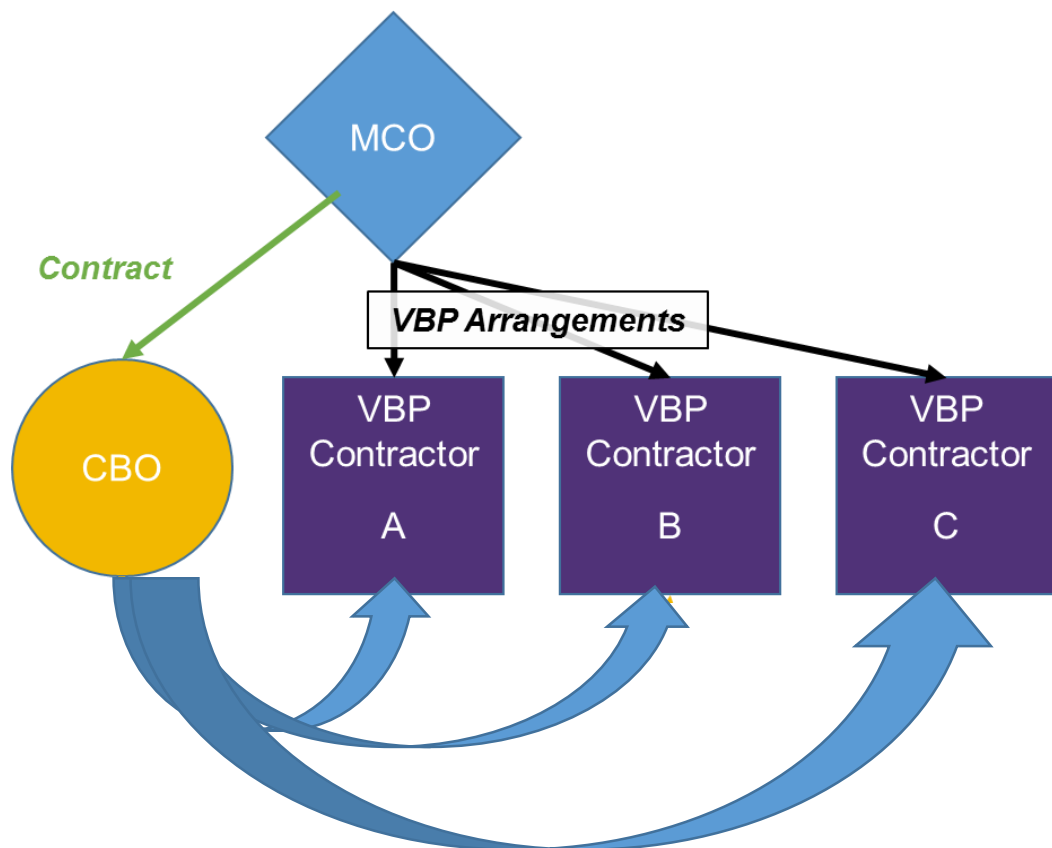 MCO
Contract
VBP Arrangements
CBO
VBP
Contractor
A
VBP
Contractor
B
VBP
Contractor
C